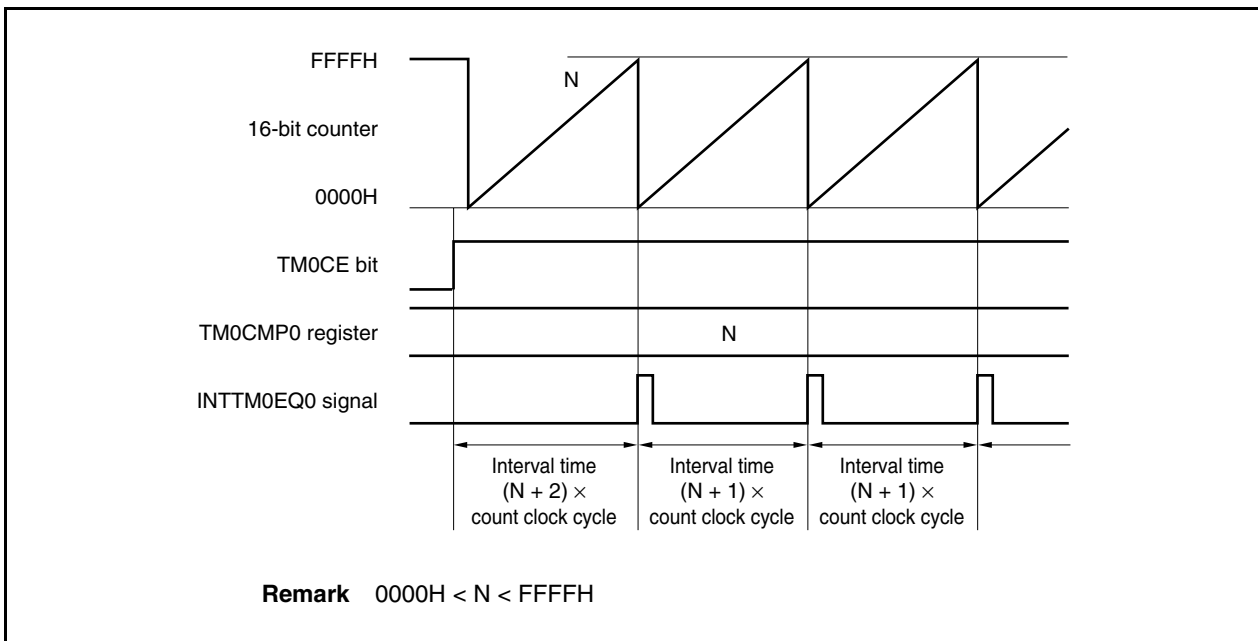 FFFFH
N
16-bit counter
0000H
TM0CE bit
TM0CMP0 register
N
INTTM0EQ0 signal
Interval time
(N + 2) ×
count clock cycle
Interval time
(N + 1) ×
count clock cycle
Interval time
(N + 1) ×
count clock cycle
Remark 0000H < N < FFFFH